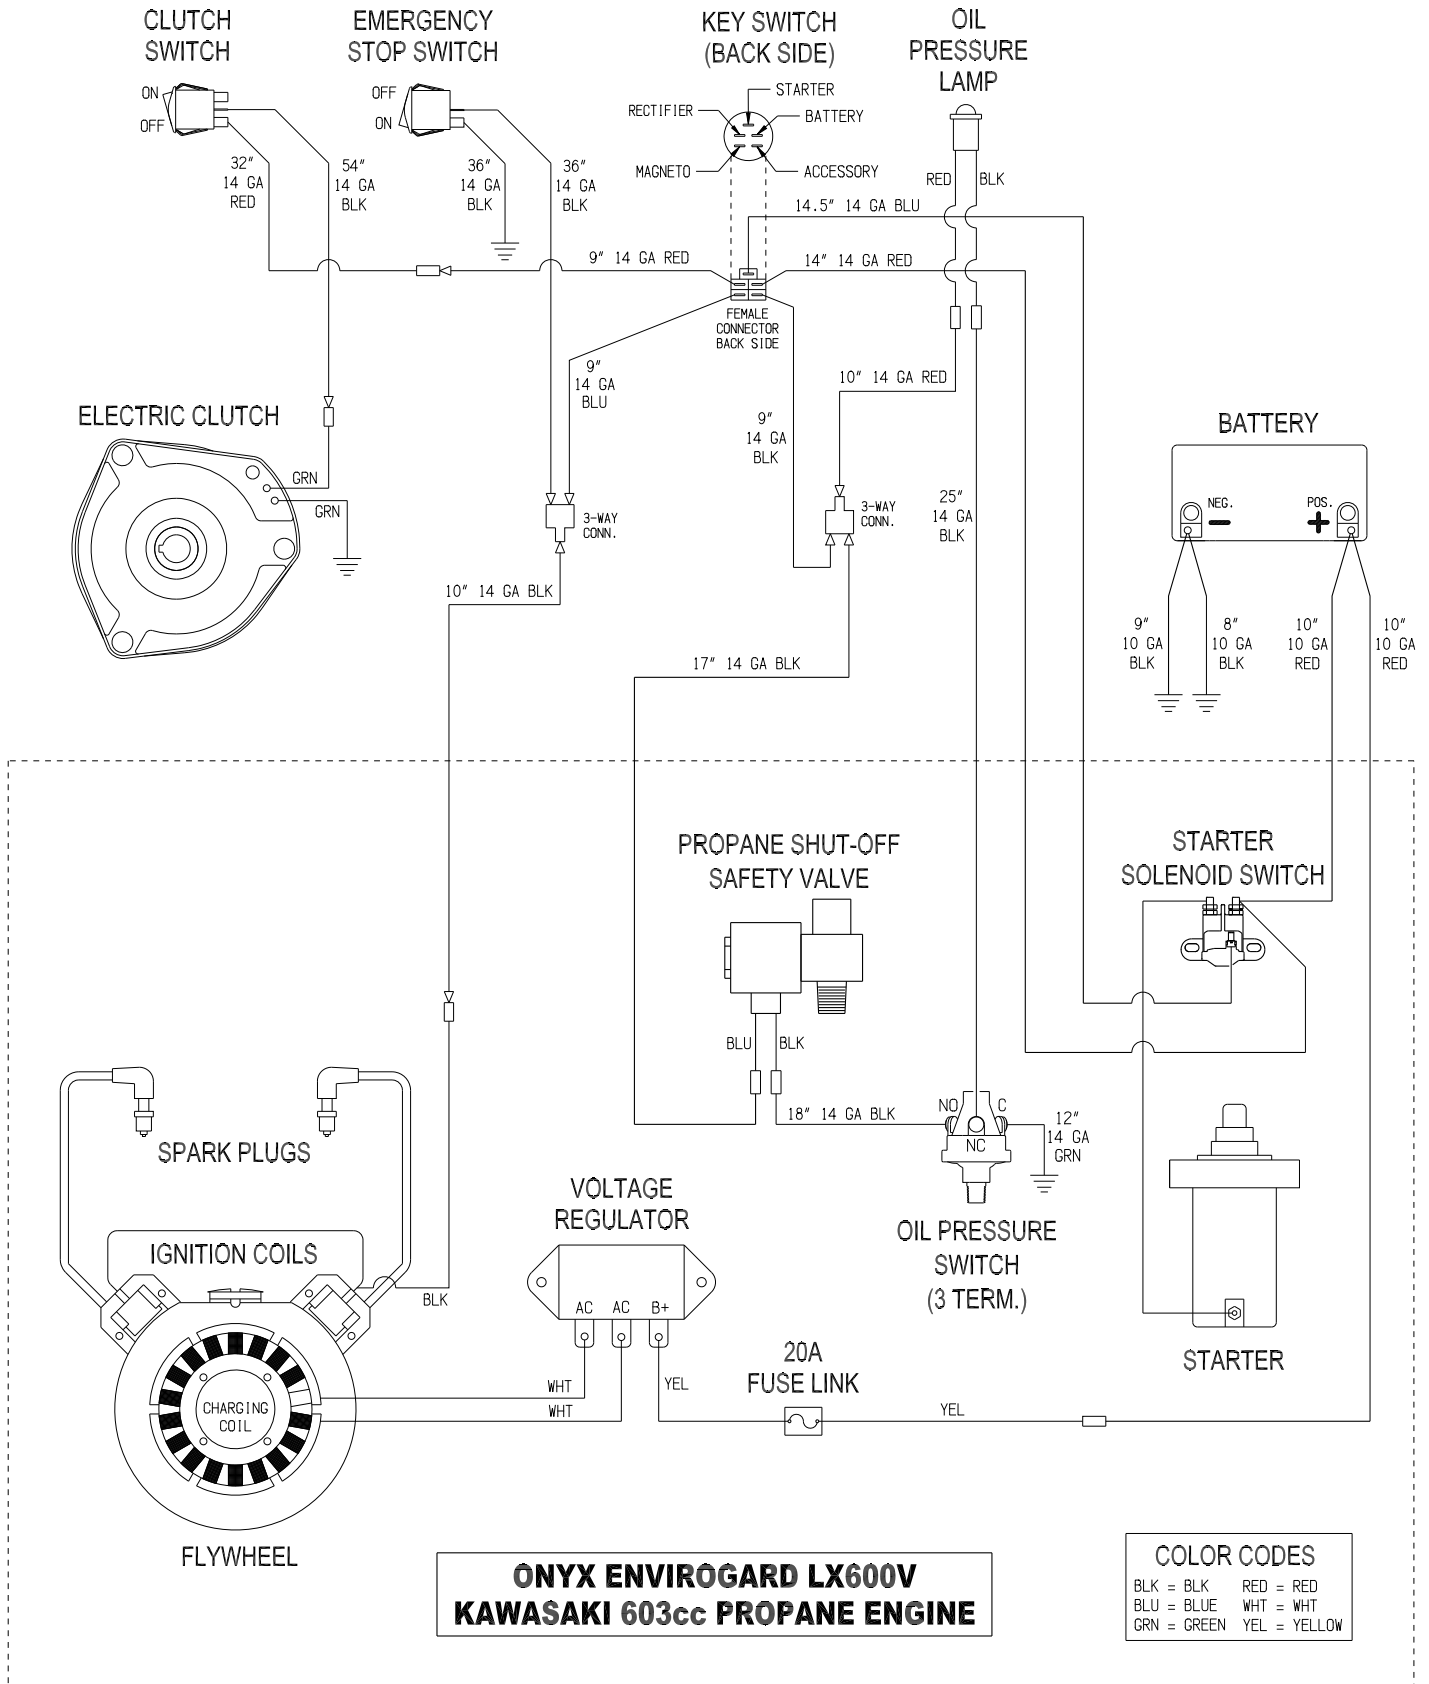 CLUTCH
SWITCH
EMERGENCY
STOP SWITCH
KEY SWITCH
(BACK SIDE)
OIL
PRESSURE
LAMP
ON
OFF
OFF
ON
STARTER
RECTIFIER
BATTERY
MAGNETO
ACCESSORY
32"
14 GA
RED
54"
14 GA
BLK
36"
14 GA
BLK
36"
14 GA
BLK
RED
BLK
14.5" 14 GA BLU
9" 14 GA RED
14" 14 GA RED
FEMALE
CONNECTOR
BACK SIDE
9"
14 GA
BLU
10" 14 GA RED
9"
14 GA
BLK
ELECTRIC CLUTCH
GRN
GRN
3-WAY
CONN.
3-WAY
CONN.
25"
14 GA
BLK
BATTERY
NEG.
POS.
- +
10" 14 GA BLK
9"
10 GA
BLK
8"
10 GA
BLK
10"
10 GA
RED
10"
10 GA
RED
17" 14 GA BLK
PROPANE SHUT-OFF
SAFETY VALVE
STARTER
SOLENOID SWITCH
BLU
BLK
18" 14 GA BLK
NO
C
NC
12"
14 GA
GRN
SPARK PLUGS
VOLTAGE
REGULATOR
OIL PRESSURE
SWITCH
(3 TERM.)
IGNITION COILS
BLK
AC
AC
B+
STARTER
20A
FUSE LINK
WHT
WHT
YEL
YEL
CHARGING
COIL
FLYWHEEL
ONYX ENVIROGARD LX600V
KAWASAKI 603cc PROPANE ENGINE
COLOR CODES
BLK = BLK RED = RED
BLU = BLUE WHT = WHT
GRN = GREEN YEL = YELLOW